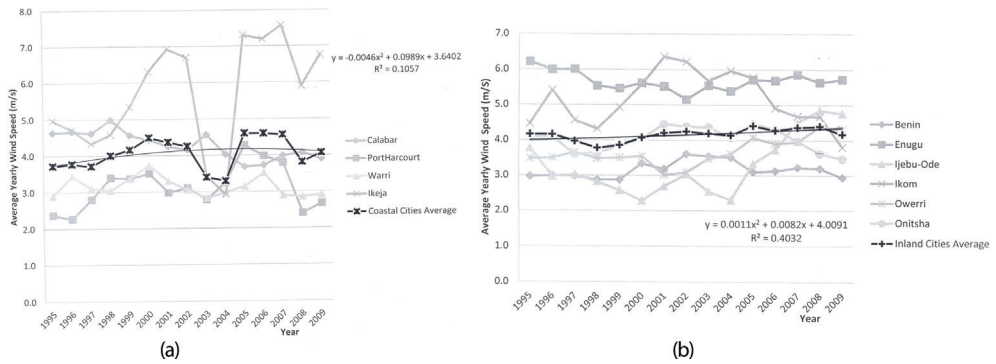 8.0
7.0
6.0
5.0
4.0
3.0
2.0
1.0
0.0
Average Yearly Wind Speed (m/s)
y = -0.0046x² + 0.0989x + 3.6402
R² = 0.1057
Calabar
PortHarcourt
Warri
Ikeja
Coastal Cities Average
1995 1996 1997 1998 1999 2000 2001 2002 2003 2004 2005 2006 2007 2008 2009
Year
(a)
7.0
6.0
5.0
4.0
3.0
2.0
1.0
0.0
Average Yearly Wind Speed (m/S)
y = 0.0011x² + 0.0082x + 4.0091
R² = 0.4032
Benin
Enugu
Ijebu-Ode
Ikom
Owerri
Onitsha
Inland Cities Average
1995 1996 1997 1998 1999 2000 2001 2002 2003 2004 2005 2006 2007 2008 2009
Year
(b)